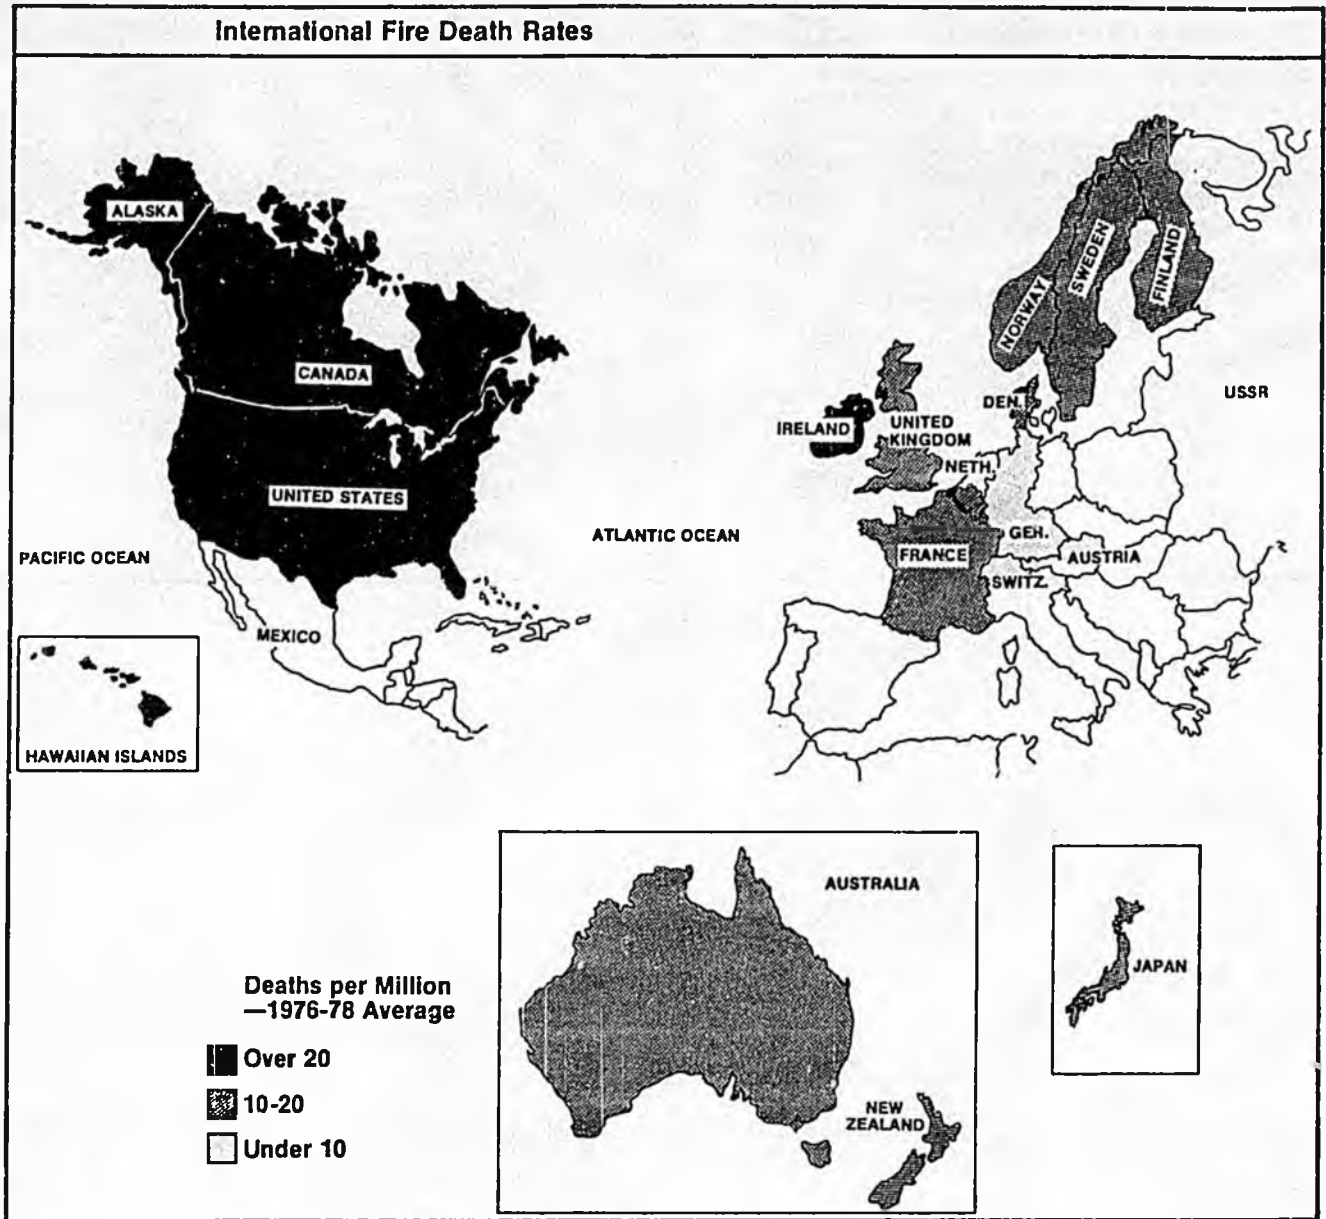 International Fire Death Rates
ALASKA
CANADA
UNITED STATES
PACIFIC OCEAN
MEXICO
HAWAIIAN ISLANDS
ATLANTIC OCEAN
NORWAY
SWEDEN
FINLAND
USSR
DEN.
IRELAND
UNITED
KINGDOM
NETH.
GER.
FRANCE
AUSTRIA
SWITZ.
AUSTRALIA
NEW
ZEALAND
JAPAN
Deaths per Million
—1976-78 Average
Over 20
10-20
Under 10